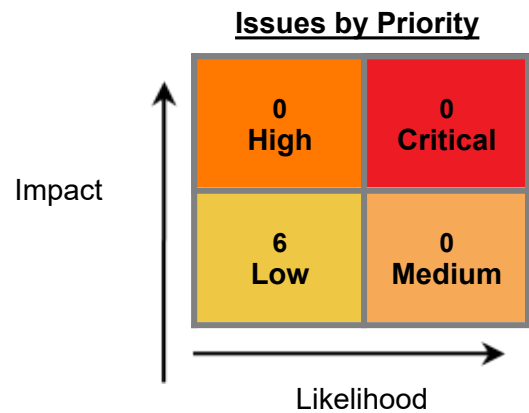 Issues by Priority
0
High
0
Critical
Impact
6
Low
0
Medium
Likelihood